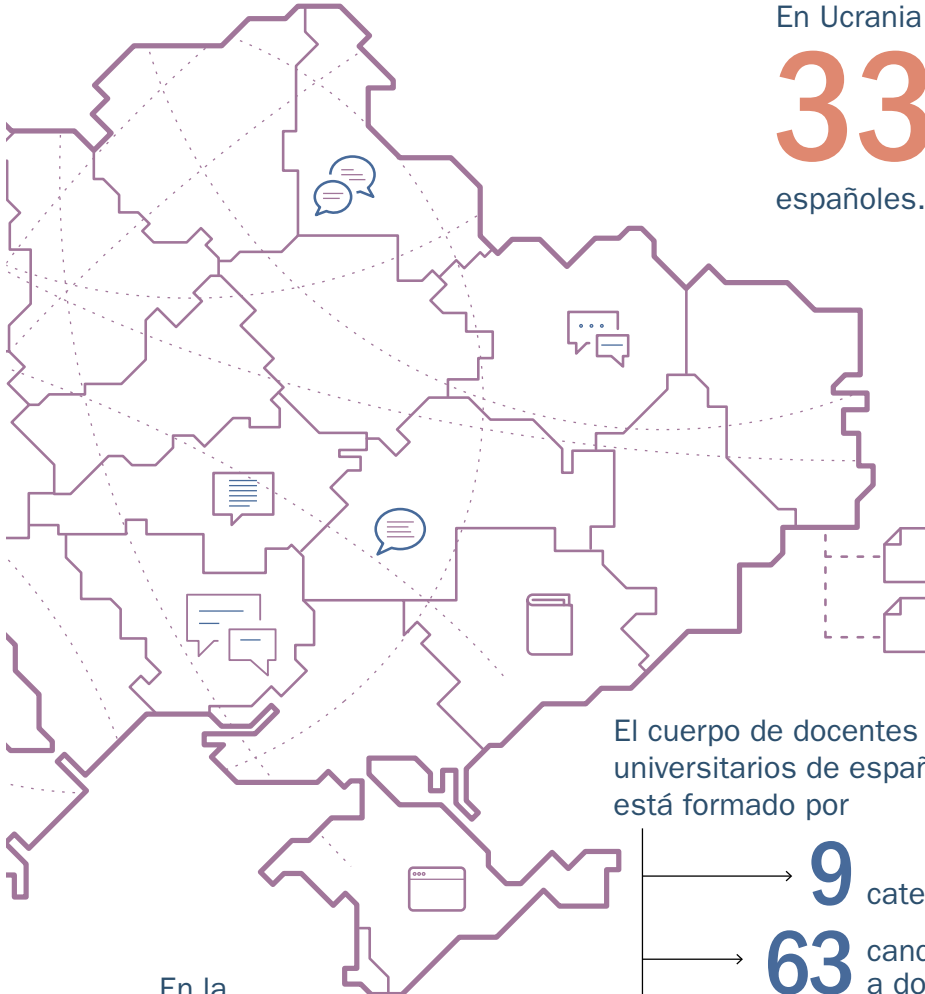 En Ucrania
33
españoles.
El cuerpo de docentes
universitarios de españ
está formado por
9 cate
63 canc
a do
En la